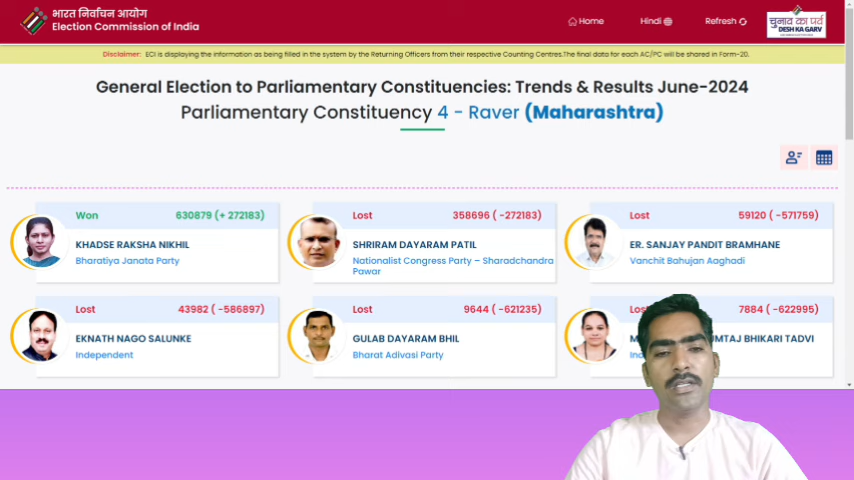 भारत निर्वाचन आयोग
Election Commission of India
Home
Hindi
Refresh
चुनाव का पर्व
DESH KA GARV
Disclaimer: ECI is displaying the information as being filled in the system by the Returning Officers from their respective Counting Centres.The final data for each AC/PC will be shared in Form-20.
General Election to Parliamentary Constituencies: Trends & Results June-2024
Parliamentary Constituency 4 - Raver (Maharashtra)
Won 630879 (+ 272183)
KHADSE RAKSHA NIKHIL
Bharatiya Janata Party
Lost 358696 ( -272183)
SHRIRAM DAYARAM PATIL
Nationalist Congress Party – Sharadchandra
Pawar
Lost 59120 ( -571759)
ER. SANJAY PANDIT BRAMHANE
Vanchit Bahujan Aaghadi
Lost 43982 ( -586897)
EKNATH NAGO SALUNKE
Independent
Lost 9644 ( -621235)
GULAB DAYARAM BHIL
Bharat Adivasi Party
7884 ( -622995)
BHIKARI TADVI